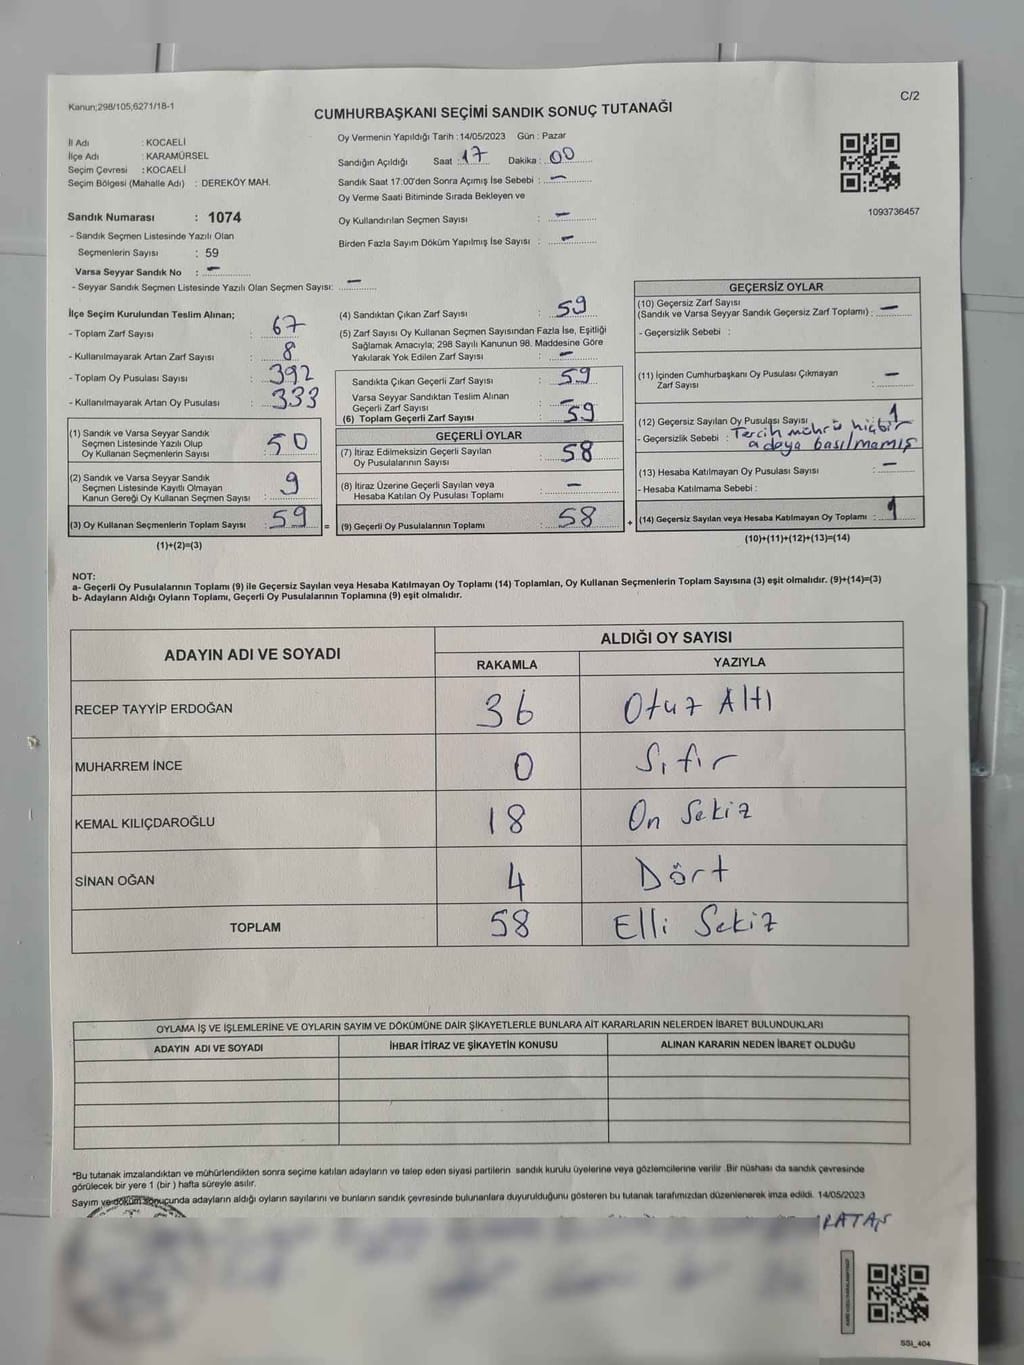 Kanun;298/105,6271/18-1
C/2
CUMHURBAŞKANI SEÇİMİ SANDIK SONUÇ TUTANAĞI
İl Adı : KOCAELİ
İlçe Adı : KARAMÜRSEL
Seçim Çevresi : KOCAELİ
Seçim Bölgesi (Mahalle Adı) : DEREKÖY MAH.
Sandık Numarası : 1074
- Sandık Seçmen Listesinde Yazılı Olan
Seçmenlerin Sayısı : 59
Varsa Seyyar Sandık No : –
- Seyyar Sandık Seçmen Listesinde Yazılı Olan Seçmen Sayısı: –
Oy Vermenin Yapıldığı Tarih :14/05/2023 Gün : Pazar
Sandığın Açıldığı Saat : 17 Dakika : 00
Sandık Saat 17:00'den Sonra Açımış İse Sebebi : –
Oy Verme Saati Bitiminde Sırada Bekleyen ve
Oy Kullandırılan Seçmen Sayısı : –
Birden Fazla Sayım Döküm Yapılmış İse Sayısı : –
1093736457
İlçe Seçim Kurulundan Teslim Alınan;
- Toplam Zarf Sayısı : 67
- Kullanılmayarak Artan Zarf Sayısı : 8
- Toplam Oy Pusulası Sayısı : 392
- Kullanılmayarak Artan Oy Pusulası : 333
(1) Sandık ve Varsa Seyyar Sandık
Seçmen Listesinde Yazılı Olup
Oy Kullanan Seçmenlerin Sayısı : 50
(2) Sandık ve Varsa Seyyar Sandık
Seçmen Listesinde Kayıtlı Olmayan
Kanun Gereği Oy Kullanan Seçmen Sayısı : 9
(3) Oy Kullanan Seçmenlerin Toplam Sayısı : 59
(1)+(2)=(3)
(4) Sandıktan Çıkan Zarf Sayısı : 59
(5) Zarf Sayısı Oy Kullanan Seçmen Sayısından Fazla İse, Eşitliği
Sağlamak Amacıyla; 298 Sayılı Kanunun 98. Maddesine Göre
Yakılarak Yok Edilen Zarf Sayısı : –
Sandıkta Çıkan Geçerli Zarf Sayısı : 59
Varsa Seyyar Sandıktan Teslim Alınan
Geçerli Zarf Sayısı : –
(6) Toplam Geçerli Zarf Sayısı : 59
GEÇERLİ OYLAR
(7) İtiraz Edilmeksizin Geçerli Sayılan
Oy Pusulalarının Sayısı : 58
(8) İtiraz Üzerine Geçerli Sayılan veya
Hesaba Katılan Oy Pusulası Toplamı : –
= (9) Geçerli Oy Pusulalarının Toplamı : 58
GEÇERSİZ OYLAR
(10) Geçersiz Zarf Sayısı
(Sandık ve Varsa Seyyar Sandık Geçersiz Zarf Toplamı) : –
- Geçersizlik Sebebi :
(11) İçinden Cumhurbaşkanı Oy Pusulası Çıkmayan
Zarf Sayısı : –
(12) Geçersiz Sayılan Oy Pusulası Sayısı : 1
- Geçersizlik Sebebi : Tercih mührü hiçbir
adaya basılmamış
(13) Hesaba Katılmayan Oy Pusulası Sayısı : –
- Hesaba Katılmama Sebebi :
+ (14) Geçersiz Sayılan veya Hesaba Katılmayan Oy Toplamı : 1
(10)+(11)+(12)+(13)=(14)
NOT:
a- Geçerli Oy Pusulalarının Toplamı (9) ile Geçersiz Sayılan veya Hesaba Katılmayan Oy Toplamı (14) Toplamları, Oy Kullanan Seçmenlerin Toplam Sayısına (3) eşit olmalıdır. (9)+(14)=(3)
b- Adayların Aldığı Oyların Toplamı, Geçerli Oy Pusulalarının Toplamına (9) eşit olmalıdır.
ADAYIN ADI VE SOYADI
ALDIĞI OY SAYISI
RAKAMLA YAZIYLA
RECEP TAYYİP ERDOĞAN 36 Otuz Altı
MUHARREM İNCE 0 Sıfır
KEMAL KILIÇDAROĞLU 18 On Sekiz
SİNAN OĞAN 4 Dört
TOPLAM 58 Elli Sekiz
OYLAMA İŞ VE İŞLEMLERİNE VE OYLARIN SAYIM VE DÖKÜMÜNE DAİR ŞİKAYETLERLE BUNLARA AİT KARARLARIN NELERDEN İBARET BULUNDUKLARI
ADAYIN ADI VE SOYADI İHBAR İTİRAZ VE ŞİKAYETİN KONUSU ALINAN KARARIN NEDEN İBARET OLDUĞU
*Bu tutanak imzalandıktan ve mühürlendikten sonra seçime katılan adayların ve talep eden siyasi partilerin sandık kurulu üyelerine veya gözlemcilerine verilir .Bir nüshası da sandık çevresinde
görülecek bir yere 1 (bir ) hafta süreyle asılır.
Sayım ve döküm sonucunda adayların aldığı oyların sayılarını ve bunların sandık çevresinde bulunanlara duyurulduğunu gösteren bu tutanak tarafımızdan düzenlenerek imza edildi. 14/05/2023
SSI_404